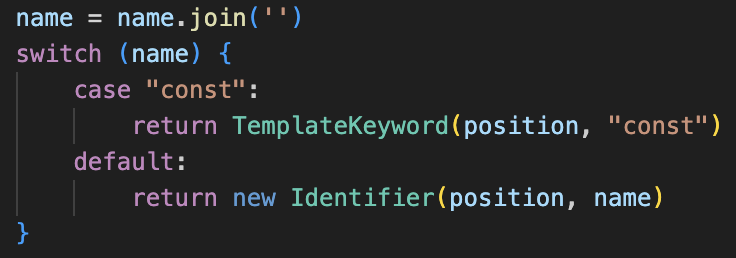 name = name.join('')
switch (name) {
    case "const":
        return TemplateKeyword(position, "const")
    default:
        return new Identifier(position, name)
}